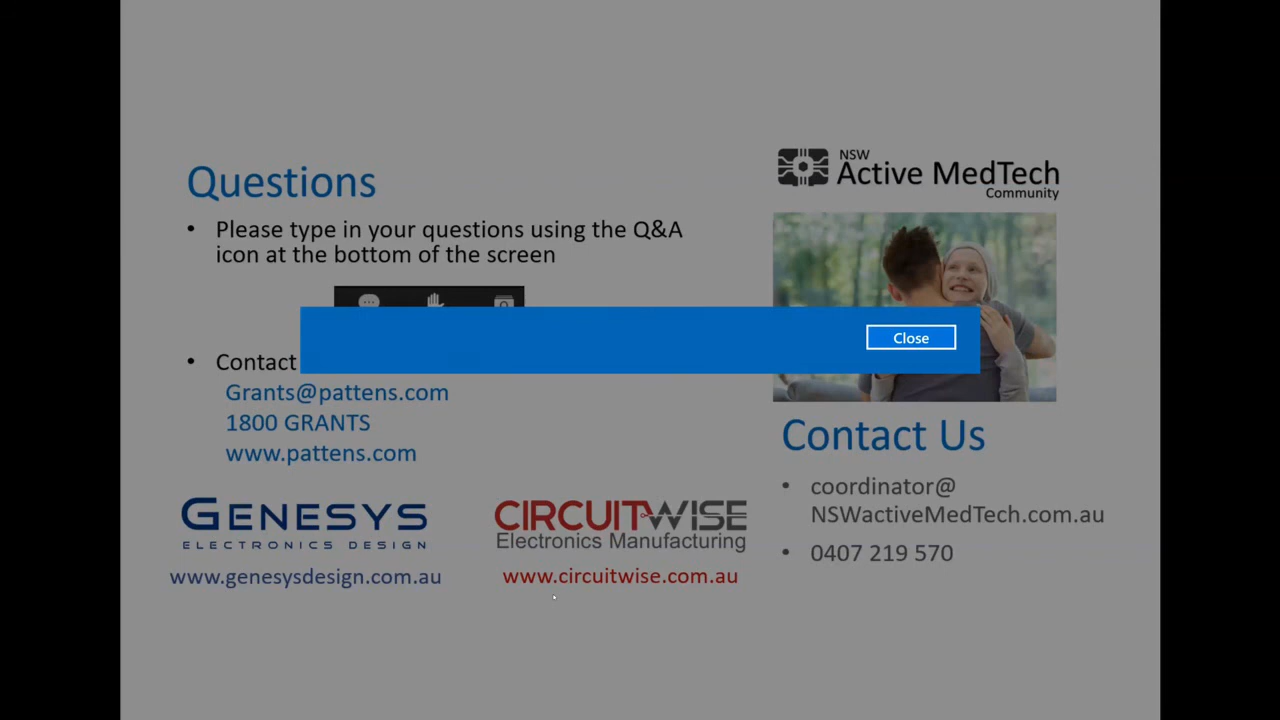 Questions
• Please type in your questions using the Q&A
icon at the bottom of the screen
• Contact
Grants@pattens.com
1800 GRANTS
www.pattens.com
GENESYS
ELECTRONICS DESIGN
www.genesysdesign.com.au
CIRCUITWISE
Electronics Manufacturing
www.circuitwise.com.au
Close
NSW
Active MedTech
Community
Contact Us
• coordinator@
NSWactiveMedTech.com.au
• 0407 219 570